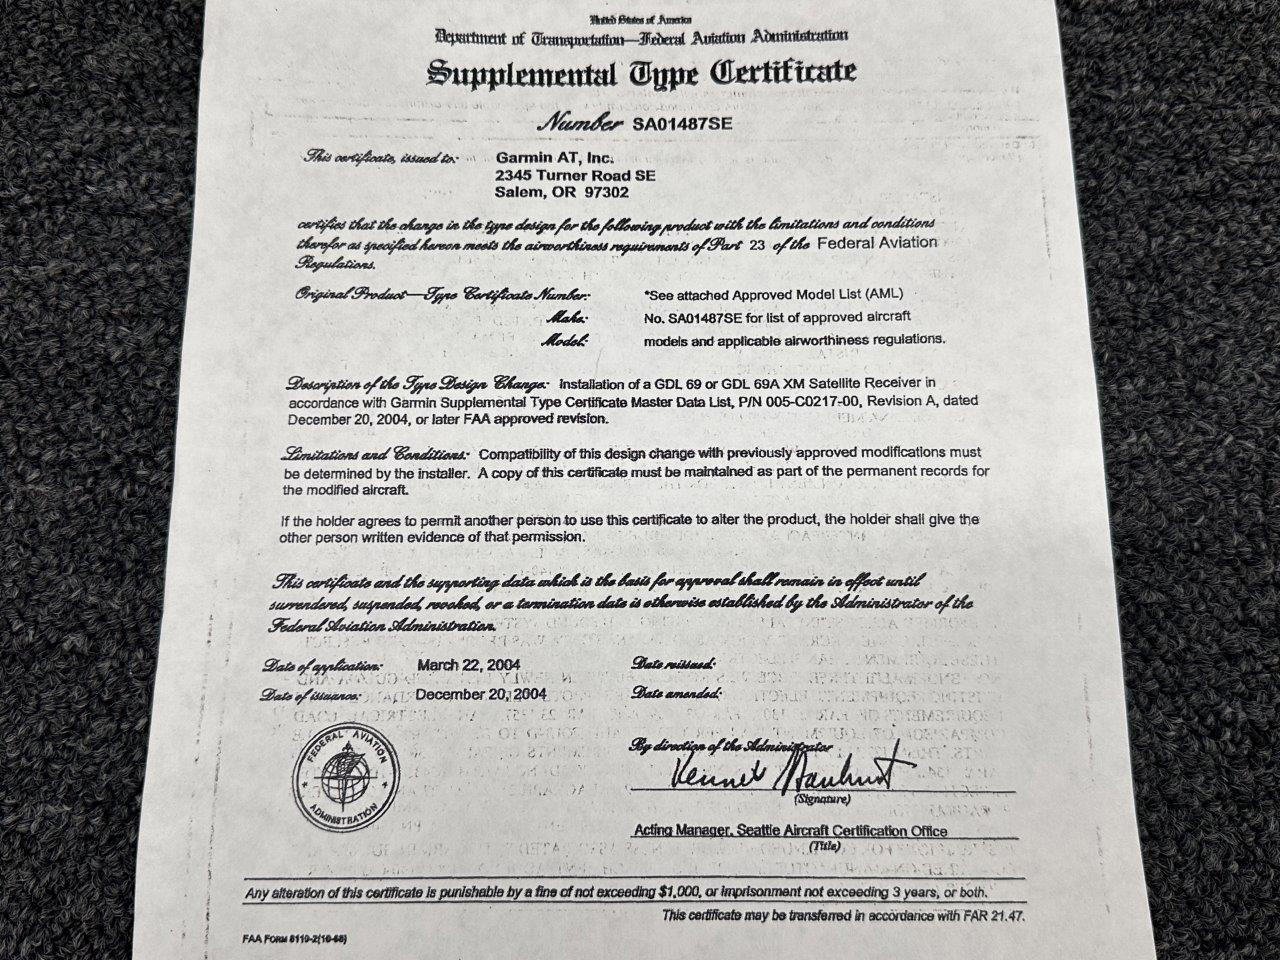 United States of America
Department of Transportation—Federal Aviation Administration
Supplemental Type Certificate
Number SA01487SE
This certificate, issued to: Garmin AT, Inc.
2345 Turner Road SE
Salem, OR 97302
certifies that the change in the type design for the following product with the limitations and conditions
therefor as specified hereon meets the airworthiness requirements of Part 23 of the Federal Aviation
Regulations.
Original Product—Type Certificate Number: *See attached Approved Model List (AML)
Make: No. SA01487SE for list of approved aircraft
Model: models and applicable airworthiness regulations.
Description of the Type Design Change: Installation of a GDL 69 or GDL 69A XM Satellite Receiver in
accordance with Garmin Supplemental Type Certificate Master Data List, P/N 005-C0217-00, Revision A, dated
December 20, 2004, or later FAA approved revision.
Limitations and Conditions: Compatibility of this design change with previously approved modifications must
be determined by the installer. A copy of this certificate must be maintained as part of the permanent records for
the modified aircraft.
If the holder agrees to permit another person to use this certificate to alter the product, the holder shall give the
other person written evidence of that permission.
This certificate and the supporting data which is the basis for approval shall remain in effect until
surrendered, suspended, revoked, or a termination date is otherwise established by the Administrator of the
Federal Aviation Administration.
Date of application: March 22, 2004 Date reissued:
Date of issuance: December 20, 2004 Date amended:
FEDERAL AVIATION
ADMINISTRATION
By direction of the Administrator
(Signature)
Acting Manager, Seattle Aircraft Certification Office
(Title)
Any alteration of this certificate is punishable by a fine of not exceeding $1,000, or imprisonment not exceeding 3 years, or both.
This certificate may be transferred in accordance with FAR 21.47.
FAA FORM 8110-2(10-68)